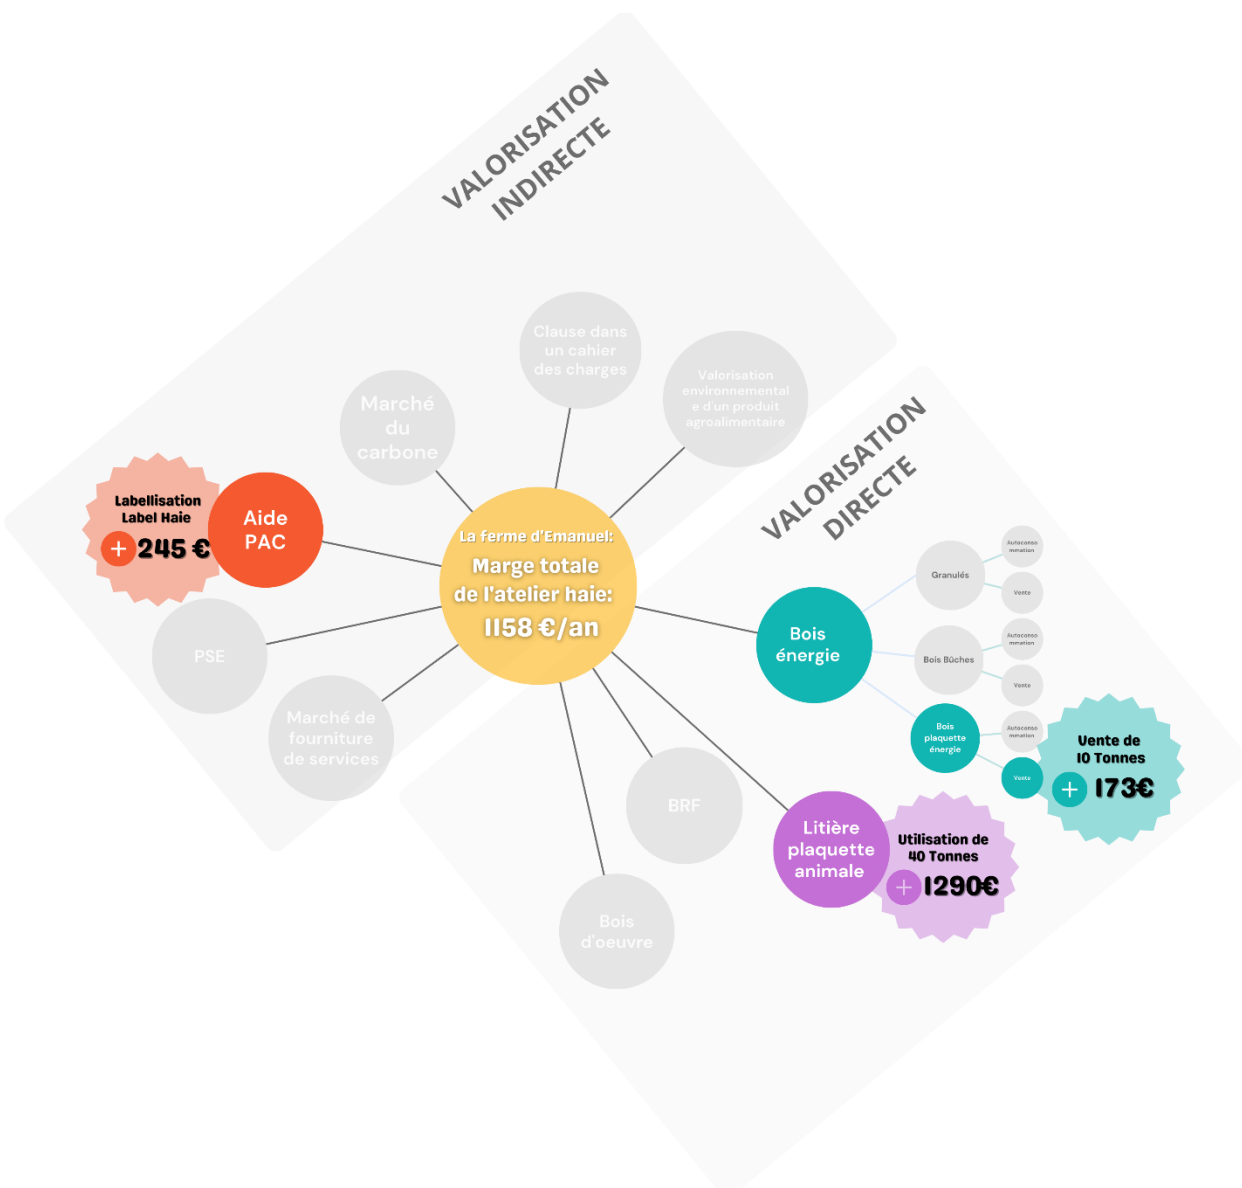 VALORISATION
INDIRECTE
Clause dans
un cahier
des charges
Valorisation
environnemental
e d'un produit
agroalimentaire
Marché
du
carbone
Labellisation
Label Haie
+ 245 €
Aide
PAC
PSE
Marché de
fourniture
de services
La ferme d'Emanuel:
Marge totale
de l'atelier haie:
1158 €/an
VALORISATION
DIRECTE
Bois
énergie
Granulés
Autoconso
mmation
Vente
Bois Bûches
Autoconso
mmation
Vente
Bois
plaquette
énergie
Autoconso
mmation
Vente
Vente de
10 Tonnes
+ 173€
Litière
plaquette
animale
Utilisation de
40 Tonnes
+ 1290€
BRF
Bois
d'oeuvre